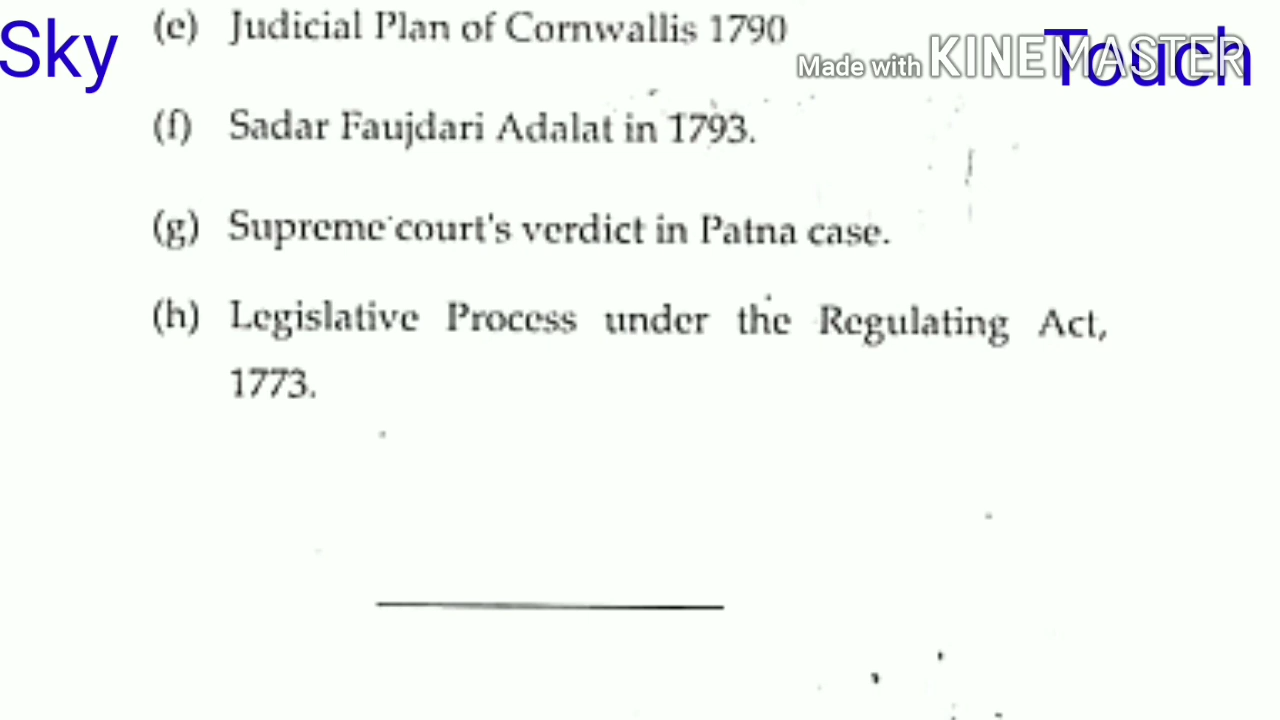 Sky
Touch
Made with KINEMASTER
(e) Judicial Plan of Cornwallis 1790
(f) Sadar Faujdari Adalat in 1793.
(g) Supreme court's verdict in Patna case.
(h) Legislative Process under the Regulating Act,
1773.